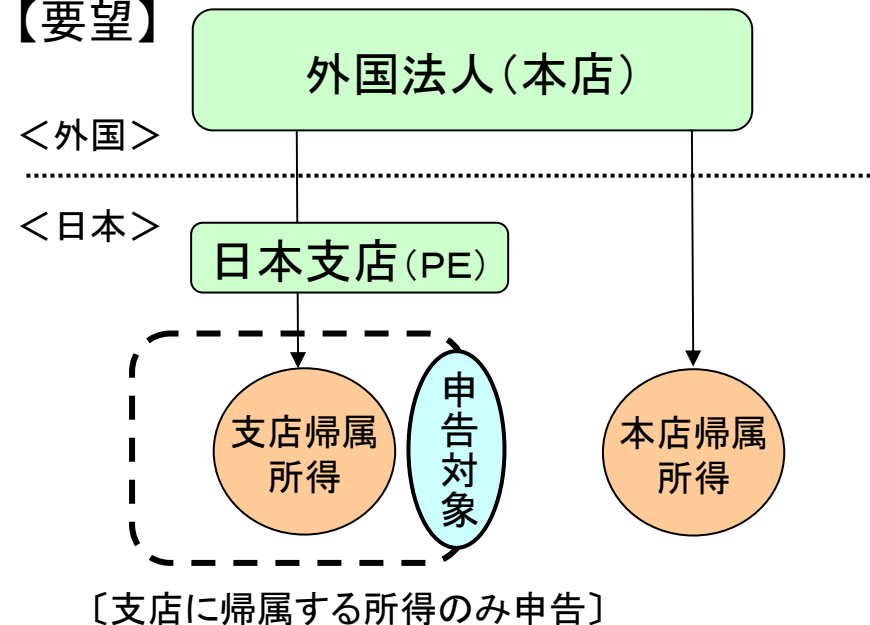 【要望】
外国法人（本店）
＜外国＞
＜日本＞
日本支店（PE）
支店帰属
所得
申告対象
本店帰属
所得
〔支店に帰属する所得のみ申告〕